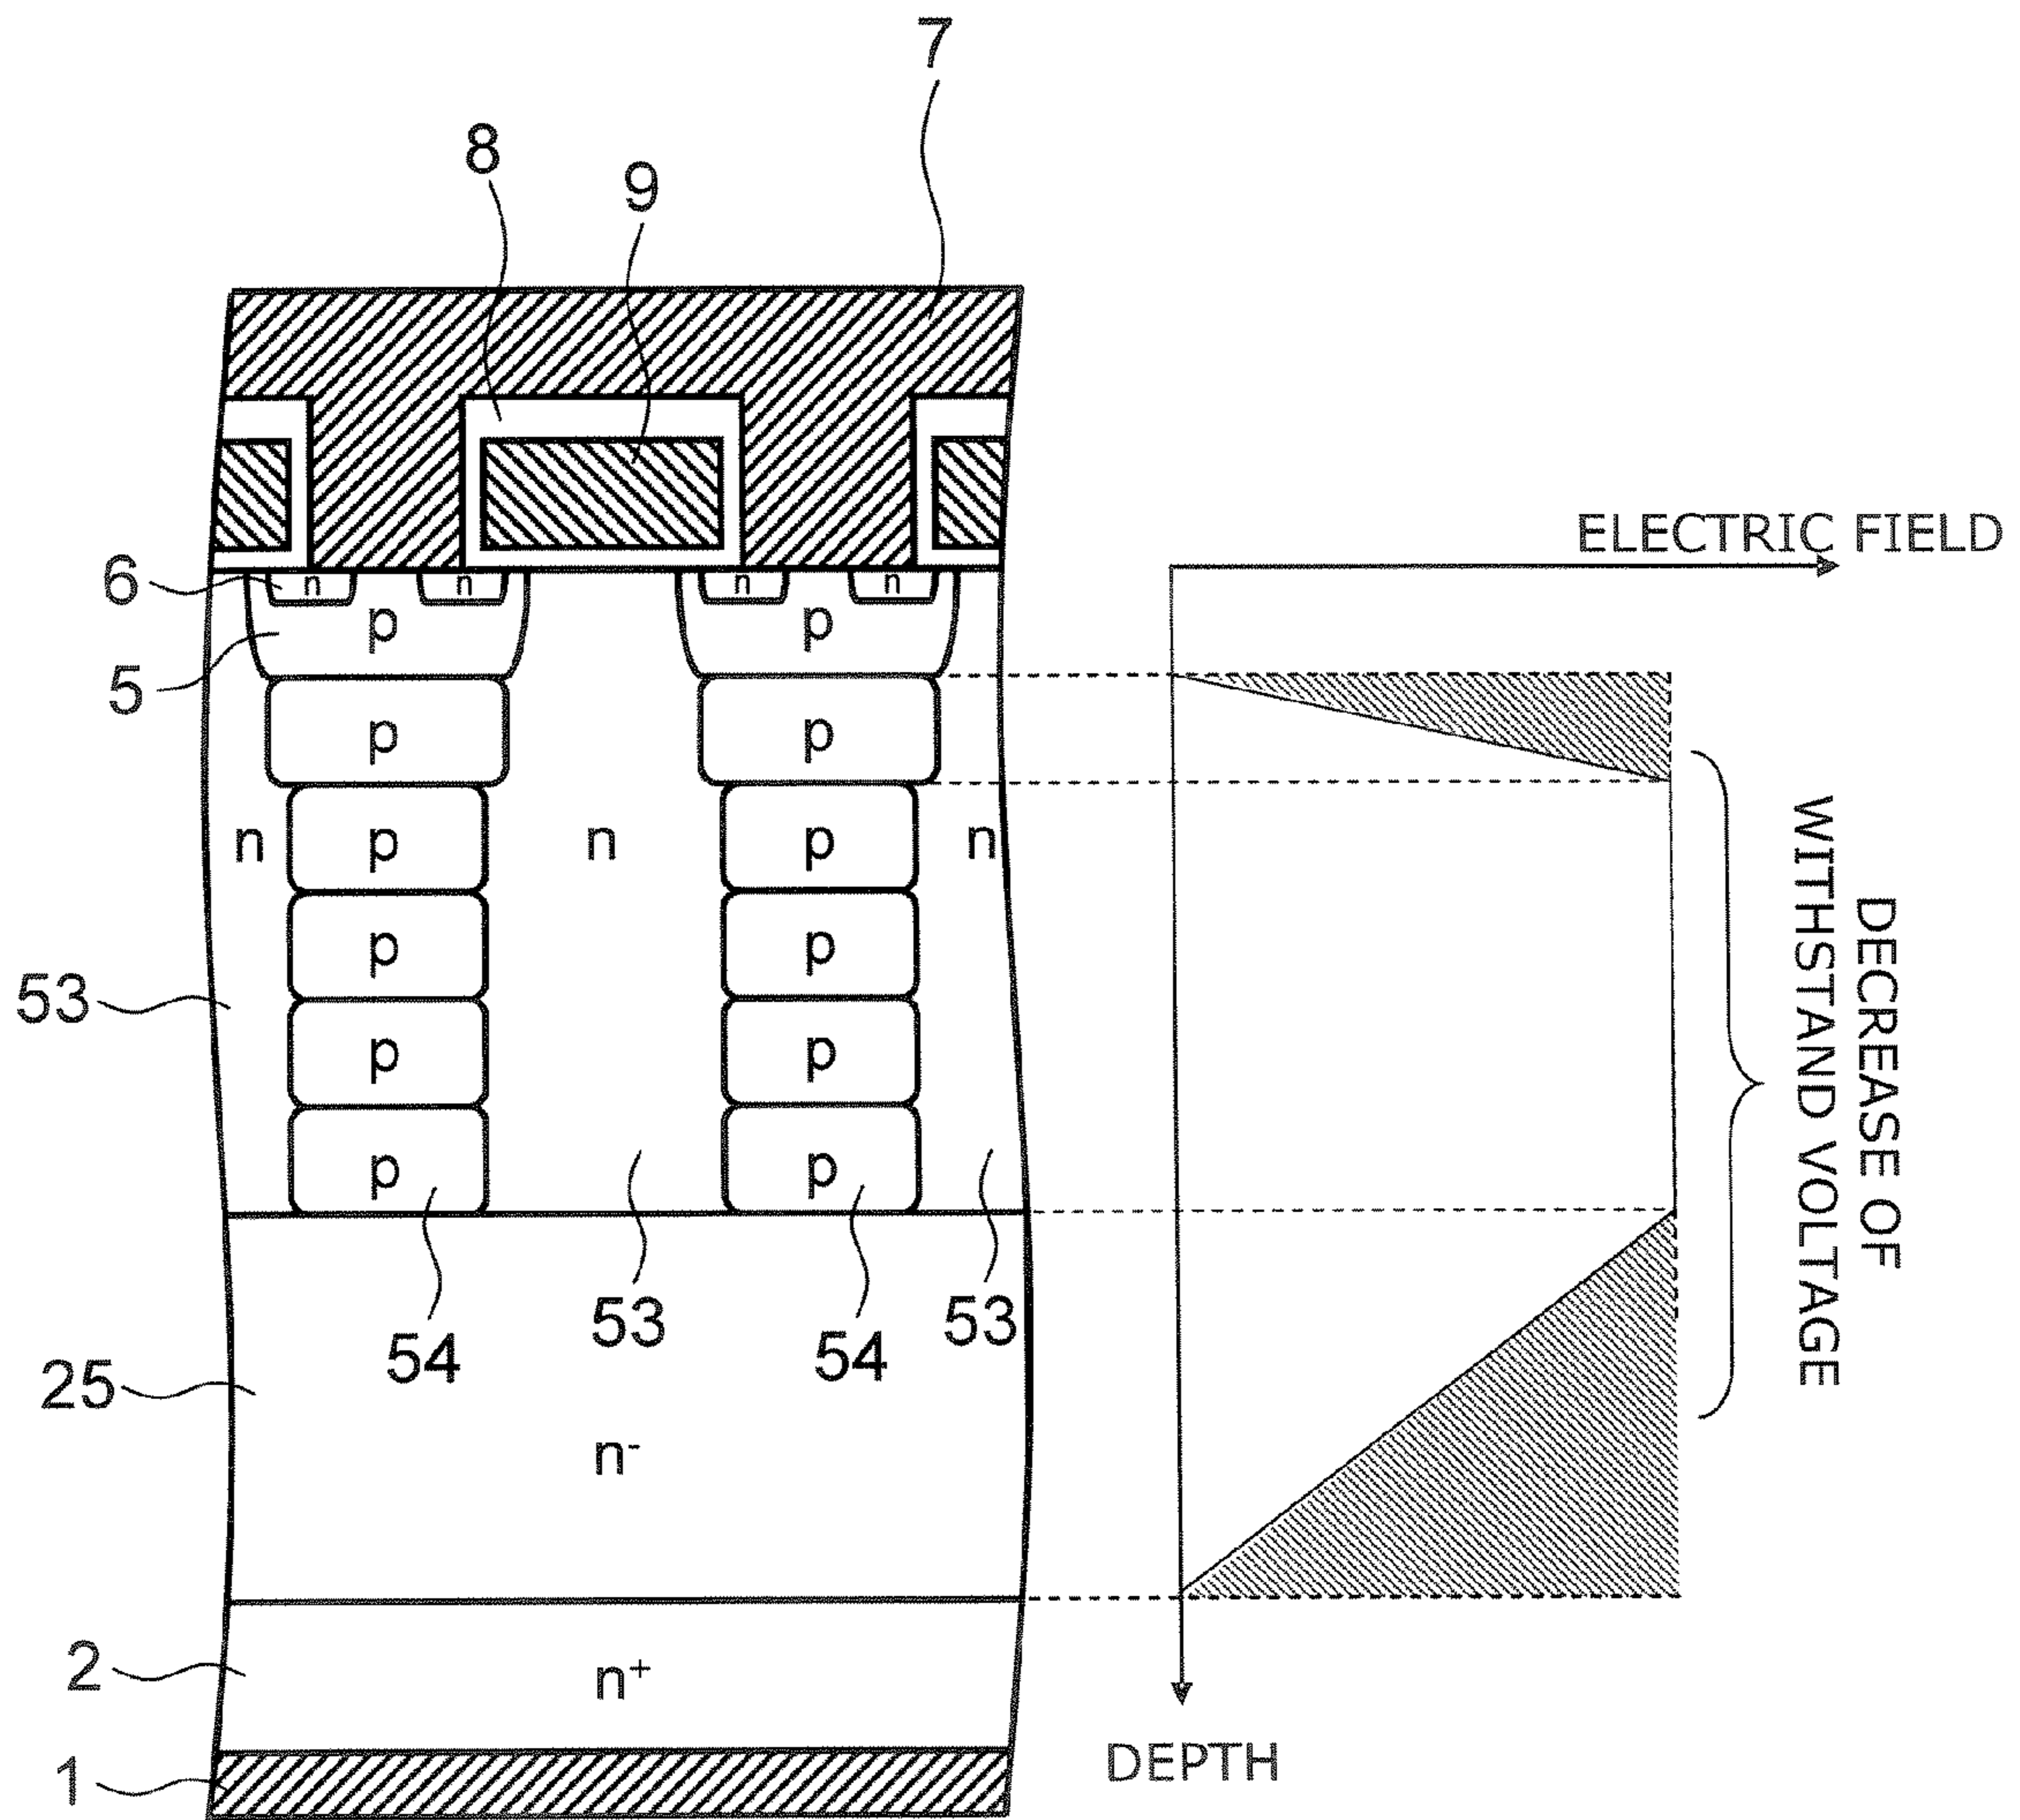 7
8
9
ELECTRIC FIELD
6
n n n n
p p
5
p p
n p n p n
DECREASE OF
WITHSTAND VOLTAGE
p p
53
p p
p p
53 54 53
54
25
n-
2
n+
DEPTH
1